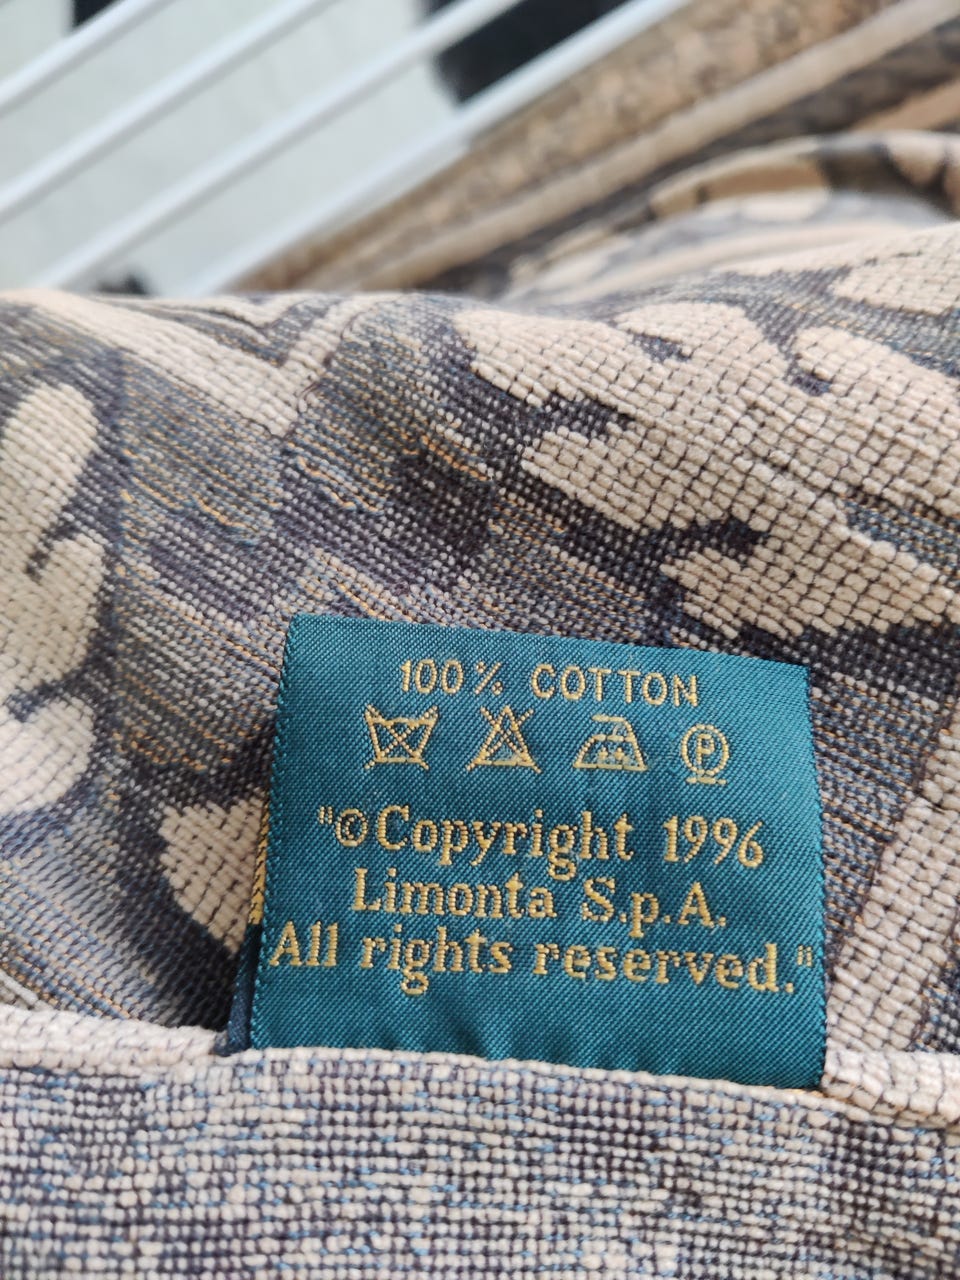 100% COTTON
P
"©Copyright 1996
Limonta S.p.A.
All rights reserved."